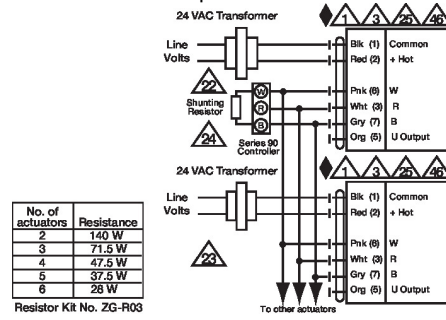 24 VAC Transformer
1 3 25 46
Line
Volts
Blk (1) Common
Red (2) + Hot
22
Pnk (6) W
Shunting
Resistor
W
R
B
Wht (3) R
Gry (7) B
24
Series 90
Controller
Org (5) U Output
24 VAC Transformer
1 3 25 46
Line
Volts
Blk (1) Common
Red (2) + Hot
No. of
actuators Resistance
2 140 W
3 71.5 W
4 47.5 W
5 37.5 W
6 28 W
Resistor Kit No. ZG-R03
23
Pnk (6) W
Wht (3) R
Gry (7) B
Org (5) U Output
To other actuators